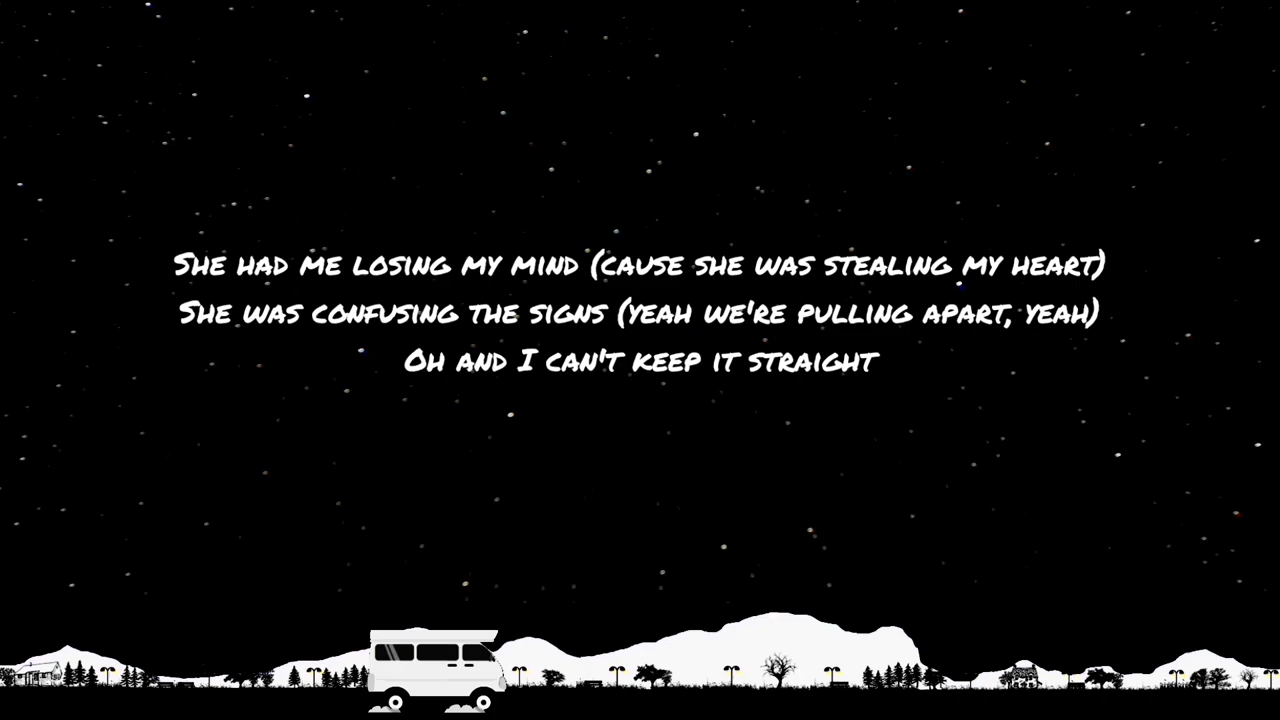 She had me losing my mind (cause she was stealing my heart)
She was confusing the signs (yeah we're pulling apart, yeah)
Oh and I can't keep it straight